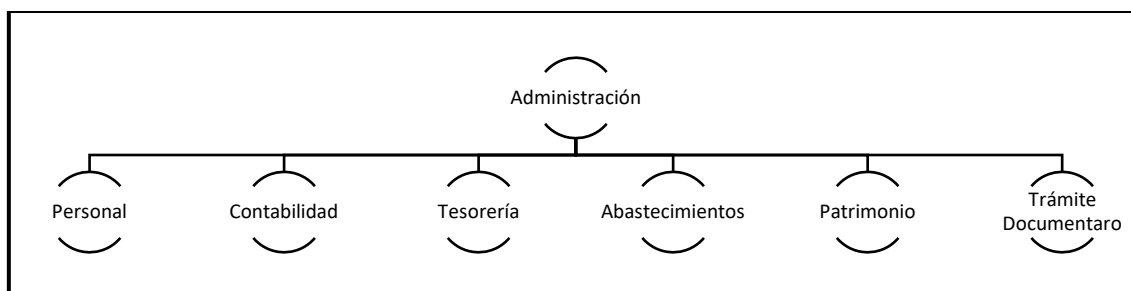 Administración
Personal
Contabilidad
Tesorería
Abastecimientos
Patrimonio
Trámite
Documentaro